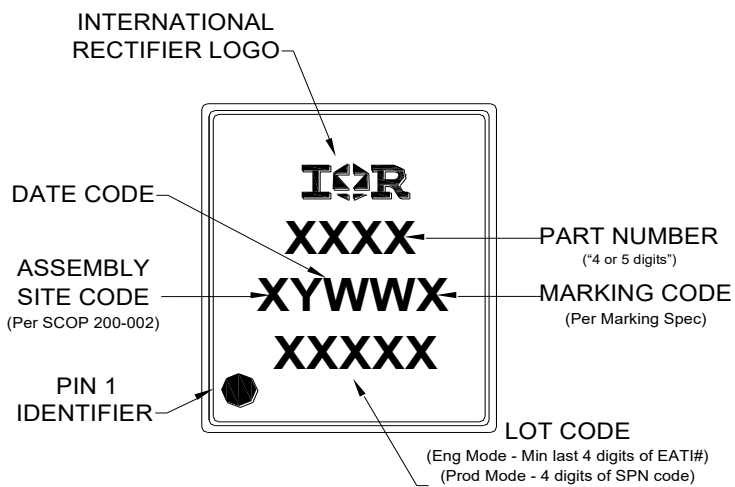 INTERNATIONAL
RECTIFIER LOGO
IOR
DATE CODE
XXXX
PART NUMBER
("4 or 5 digits")
ASSEMBLY
SITE CODE
(Per SCOP 200-002)
XYWWX
MARKING CODE
(Per Marking Spec)
XXXXX
PIN 1
IDENTIFIER
LOT CODE
(Eng Mode - Min last 4 digits of EATI#)
(Prod Mode - 4 digits of SPN code)